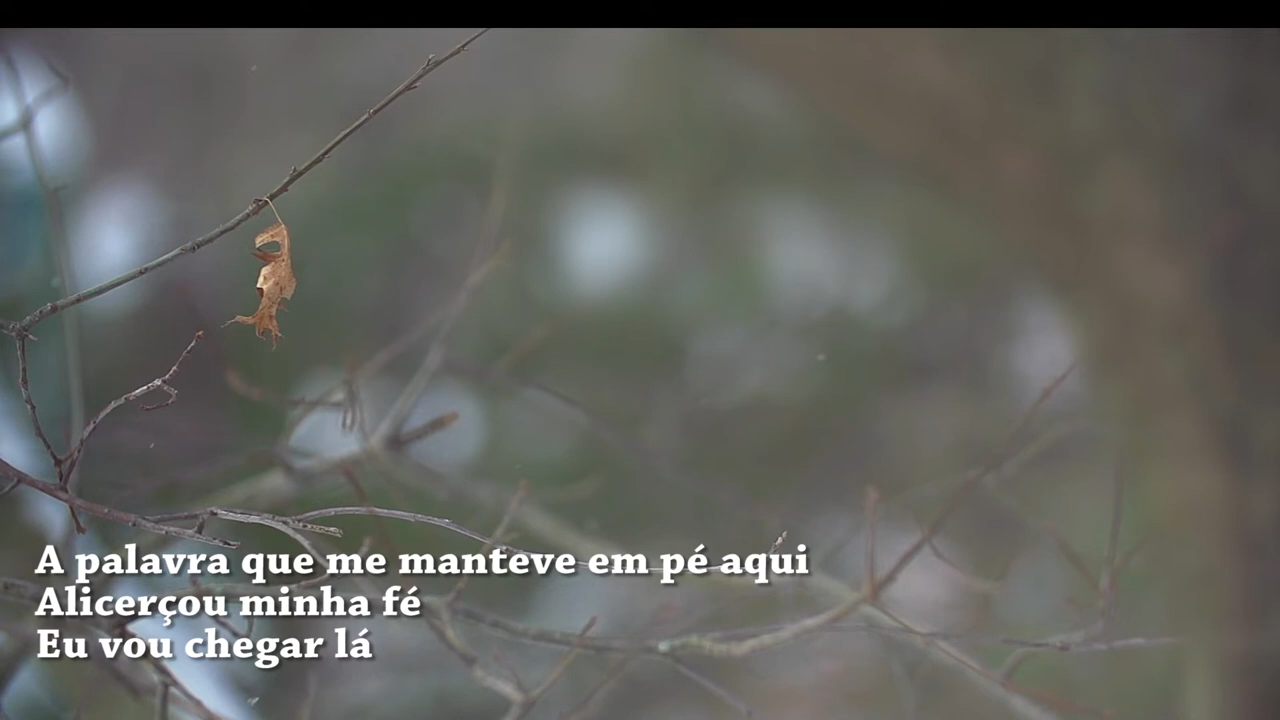 A palavra que me manteve em pé aqui
Alicerçou minha fé
Eu vou chegar lá